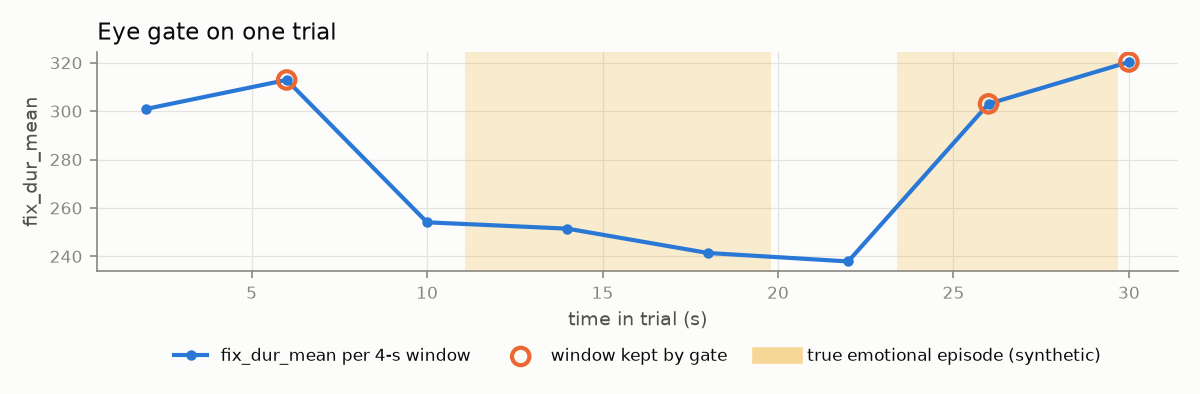 Eye gate on one trial
320
300
280
260
240
fix_dur_mean
5 10 15 20 25 30
time in trial (s)
fix_dur_mean per 4-s window window kept by gate true emotional episode (synthetic)